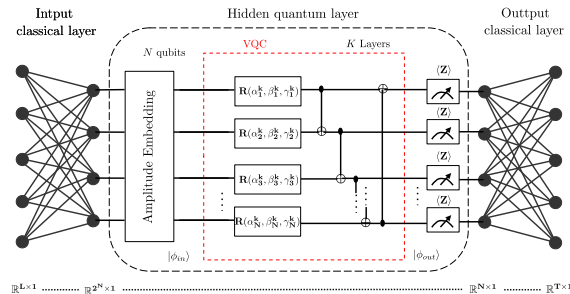 Intput
classical layer
Hidden quantum layer
Outtput
classical layer
N qubits
VQC
K Layers
Amplitude Embedding
R(α₁ᵏ, β₁ᵏ, γ₁ᵏ)
R(α₂ᵏ, β₂ᵏ, γ₂ᵏ)
R(α₃ᵏ, β₃ᵏ, γ₃ᵏ)
R(α_Nᵏ, β_Nᵏ, γ_Nᵏ)
⟨Z⟩
⟨Z⟩
⟨Z⟩
⟨Z⟩
|ϕ_in⟩
|ϕ_out⟩
ℝ^{L×1} ℝ^{2^N×1} ℝ^{N×1} ℝ^{T×1}